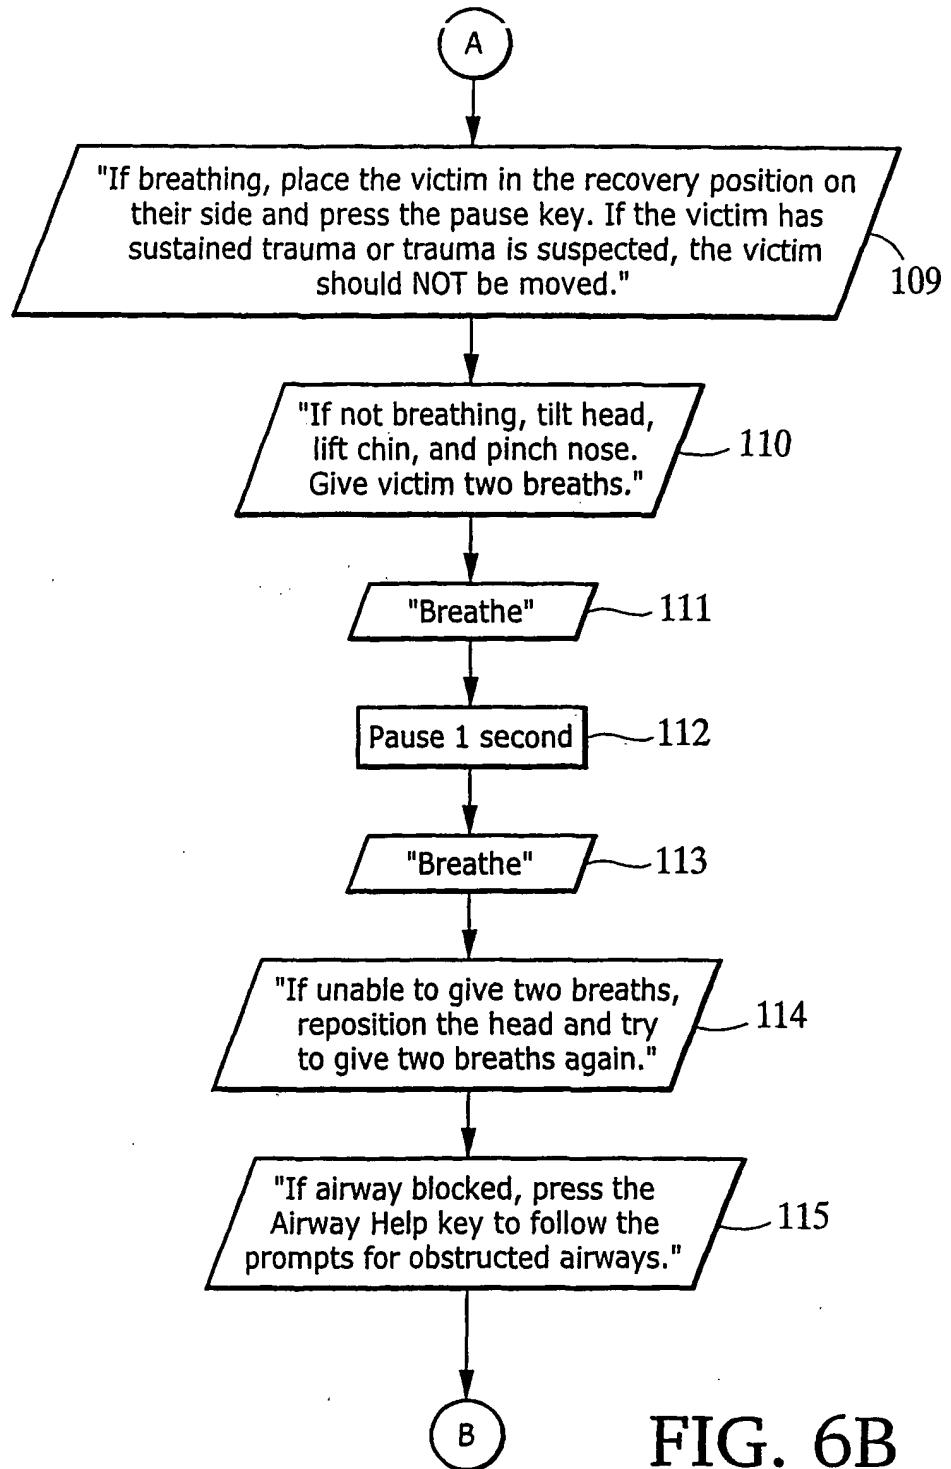 A
"If breathing, place the victim in the recovery position on
their side and press the pause key. If the victim has
sustained trauma or trauma is suspected, the victim
should NOT be moved."
109
"If not breathing, tilt head,
lift chin, and pinch nose.
Give victim two breaths."
110
"Breathe"
111
Pause 1 second
112
"Breathe"
113
"If unable to give two breaths,
reposition the head and try
to give two breaths again."
114
"If airway blocked, press the
Airway Help key to follow the
prompts for obstructed airways."
115
B
FIG. 6B